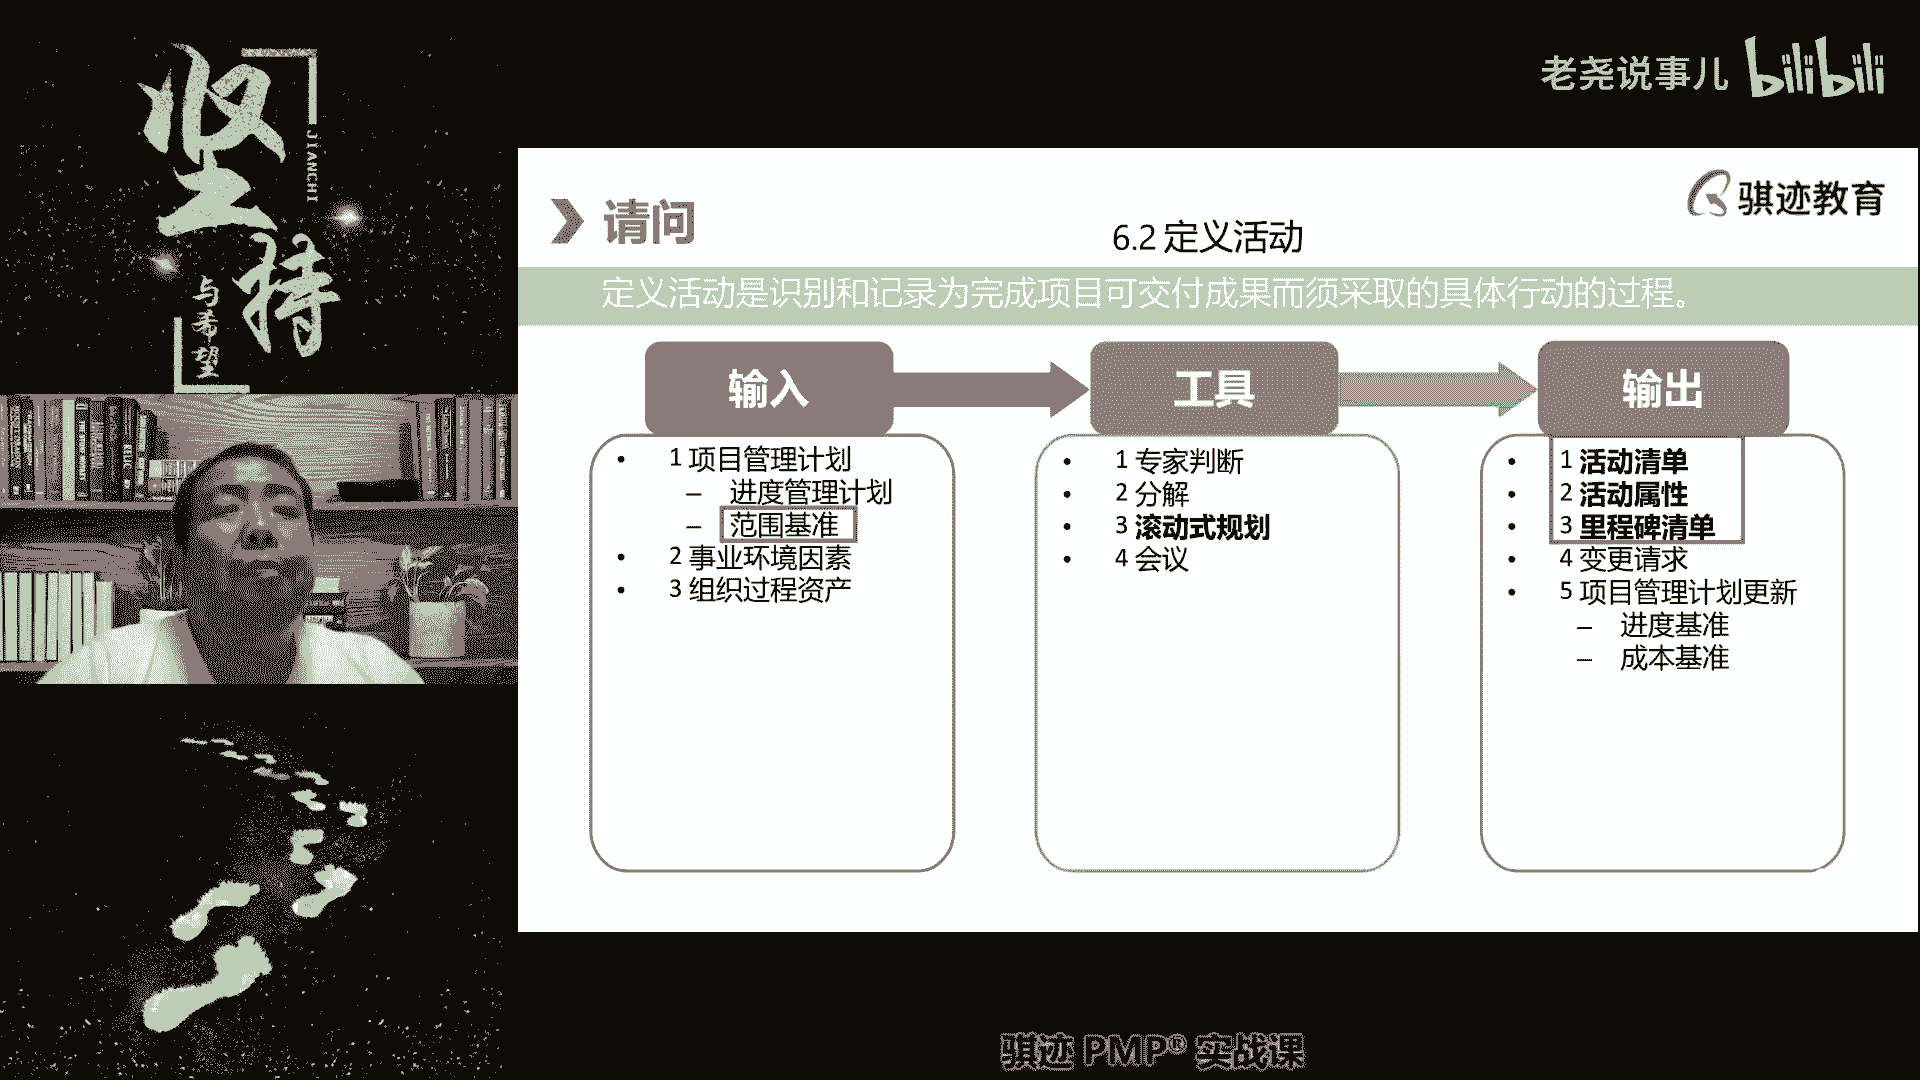 坚持
JIANCHI
与希望
老尧说事儿 bilibili
请问
骐迹教育
6.2 定义活动
定义活动是识别和记录为完成项目可交付成果而须采取的具体行动的过程。
输入
• 1 项目管理计划
– 进度管理计划
– 范围基准
• 2 事业环境因素
• 3 组织过程资产
工具
• 1 专家判断
• 2 分解
• 3 滚动式规划
• 4 会议
输出
• 1 活动清单
• 2 活动属性
• 3 里程碑清单
• 4 变更请求
• 5 项目管理计划更新
– 进度基准
– 成本基准
骐迹 PMP® 实战课